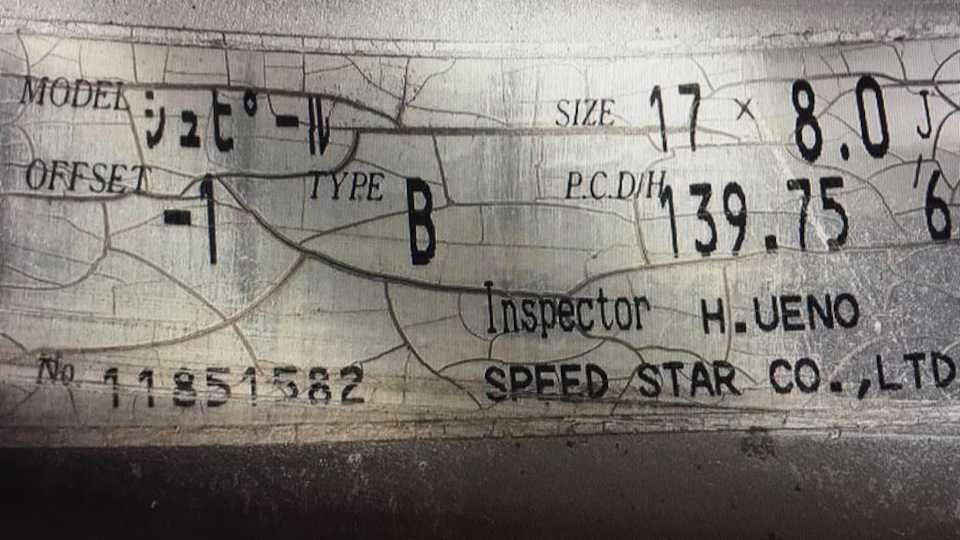 MODEL シュピール SIZE 17 × 8.0 J
OFFSET -1 TYPE B P.C.D/H 139.75 / 6
Inspector H.UENO
No. 11851582 SPEED STAR CO.,LTD